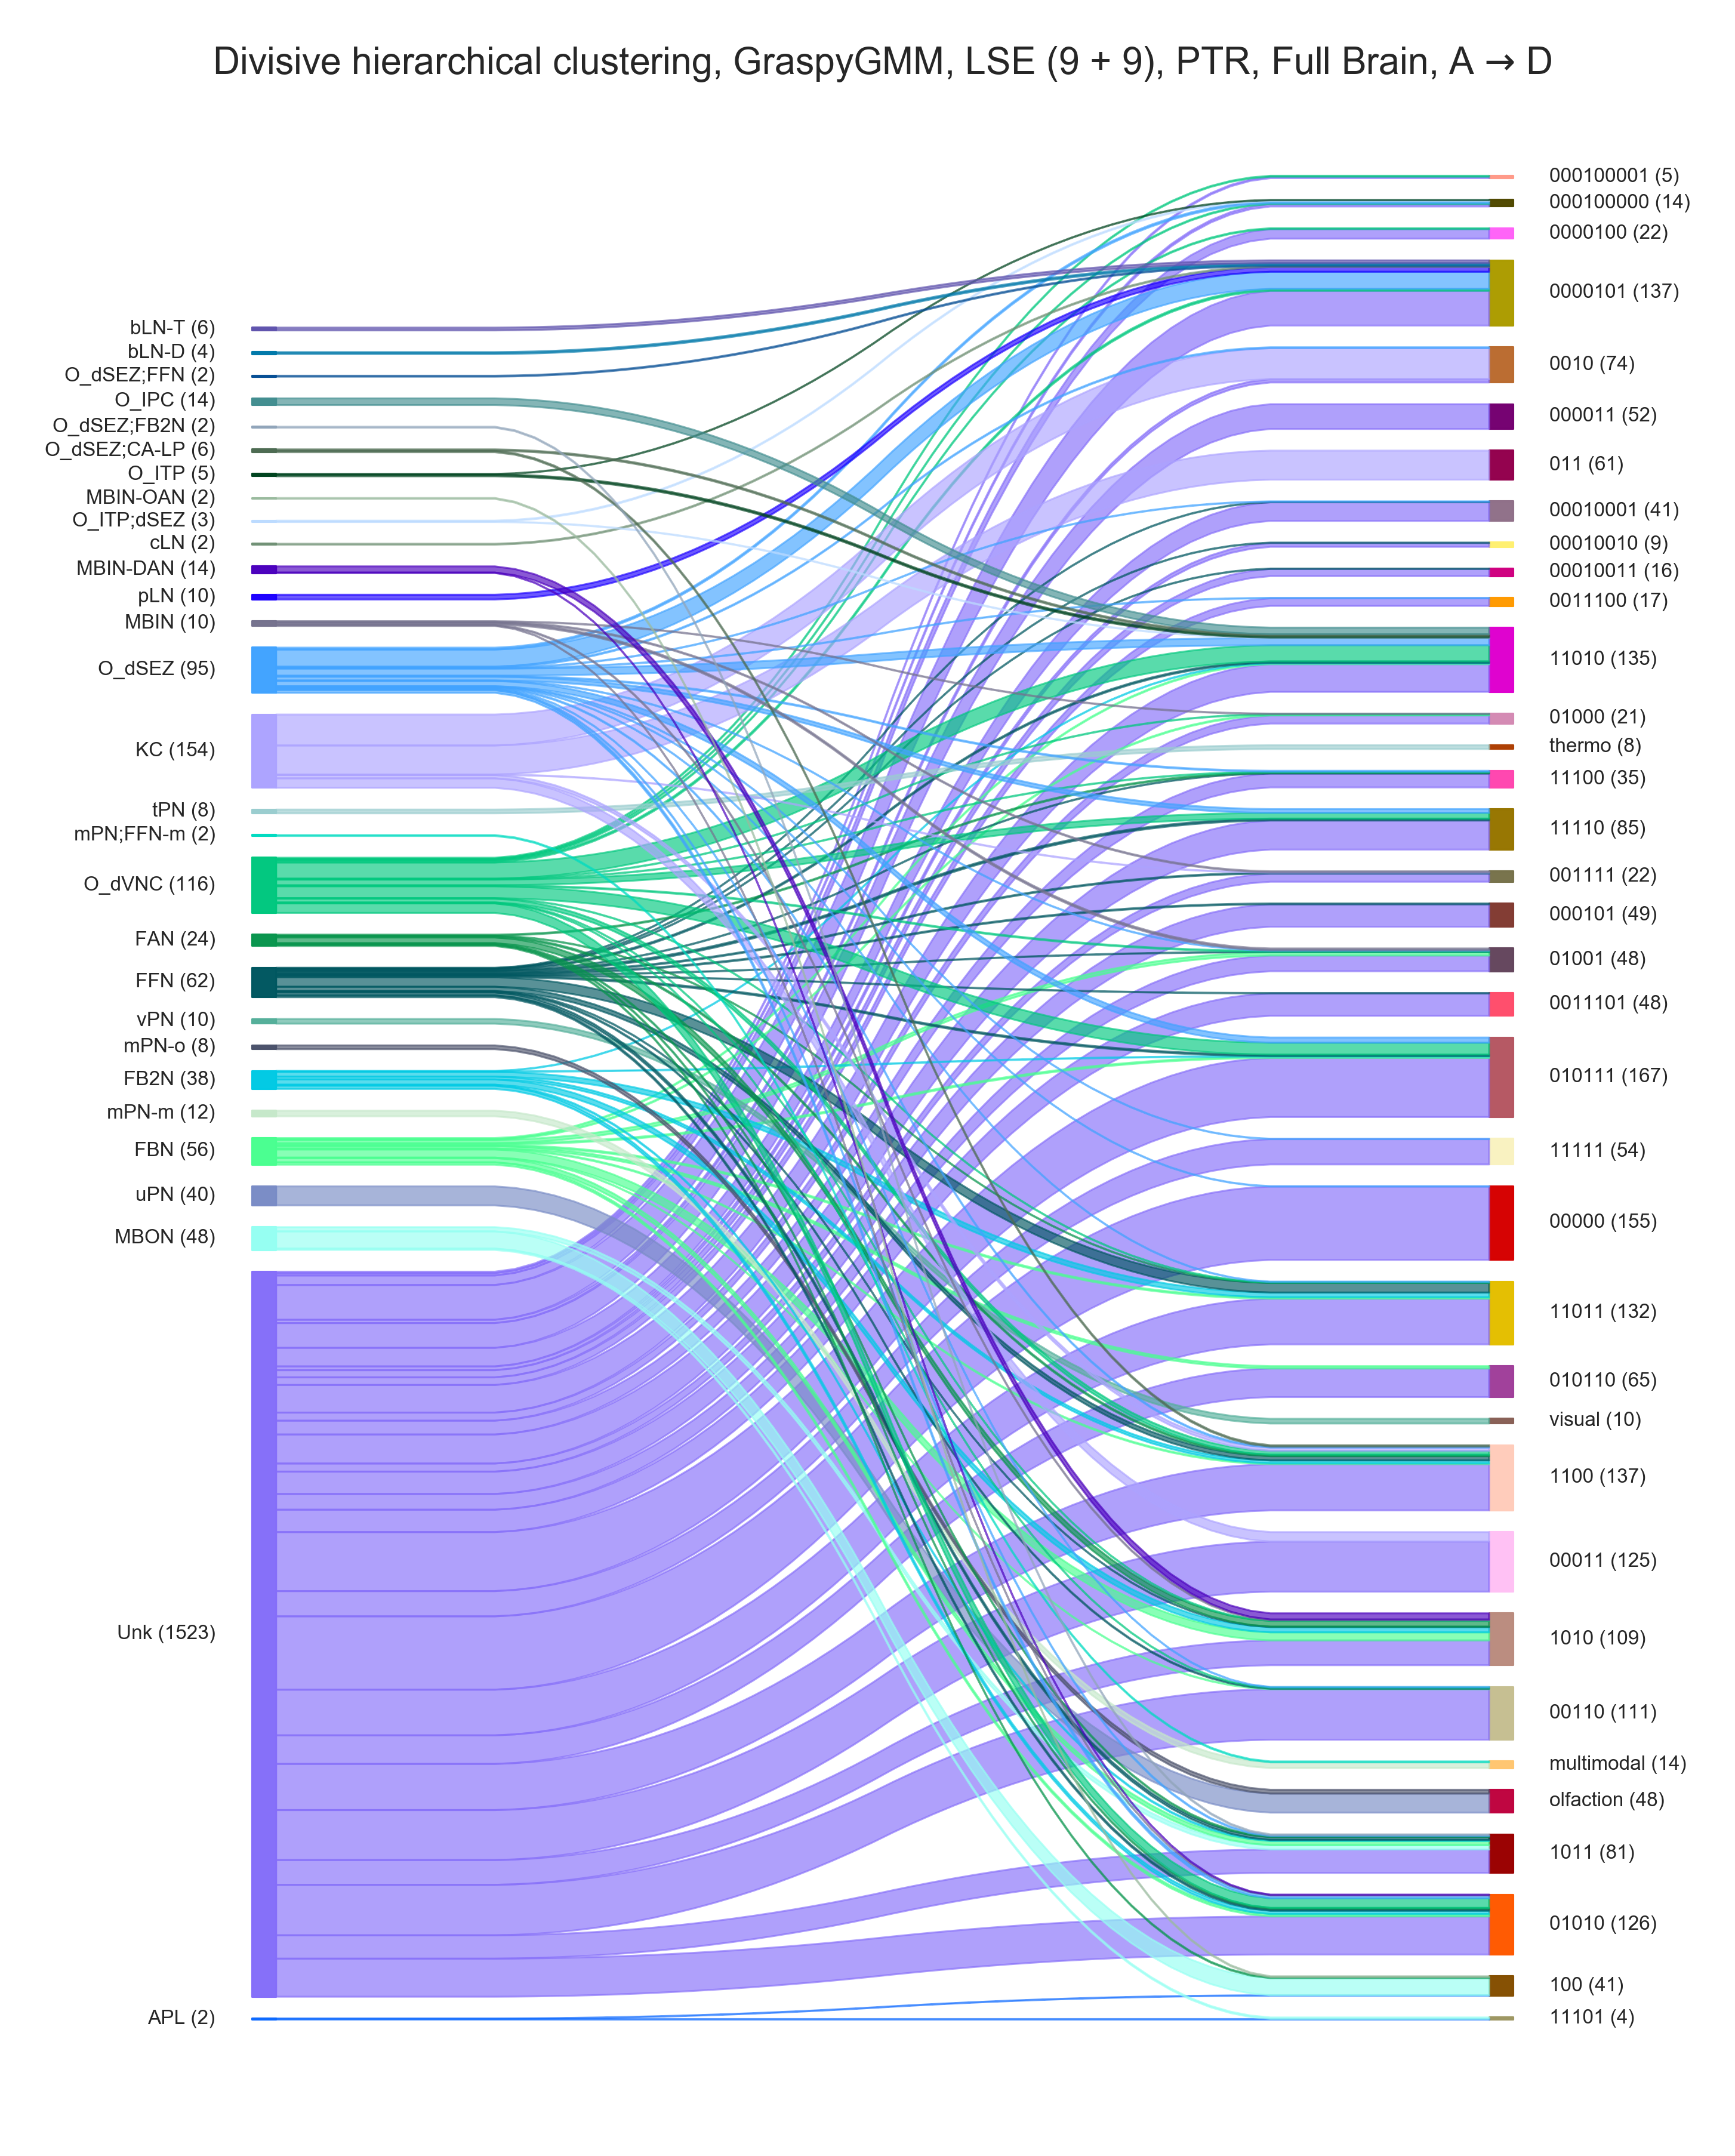 Divisive hierarchical clustering, GraspyGMM, LSE (9 + 9), PTR, Full Brain, A → D
bLN-T (6)
bLN-D (4)
O_dSEZ;FFN (2)
O_IPC (14)
O_dSEZ;FB2N (2)
O_dSEZ;CA-LP (6)
O_ITP (5)
MBIN-OAN (2)
O_ITP;dSEZ (3)
cLN (2)
MBIN-DAN (14)
pLN (10)
MBIN (10)
O_dSEZ (95)
KC (154)
tPN (8)
mPN;FFN-m (2)
O_dVNC (116)
FAN (24)
FFN (62)
vPN (10)
mPN-o (8)
FB2N (38)
mPN-m (12)
FBN (56)
uPN (40)
MBON (48)
Unk (1523)
APL (2)
000100001 (5)
000100000 (14)
0000100 (22)
0000101 (137)
0010 (74)
000011 (52)
011 (61)
00010001 (41)
00010010 (9)
00010011 (16)
0011100 (17)
11010 (135)
01000 (21)
thermo (8)
11100 (35)
11110 (85)
001111 (22)
000101 (49)
01001 (48)
0011101 (48)
010111 (167)
11111 (54)
00000 (155)
11011 (132)
010110 (65)
visual (10)
1100 (137)
00011 (125)
1010 (109)
00110 (111)
multimodal (14)
olfaction (48)
1011 (81)
01010 (126)
100 (41)
11101 (4)